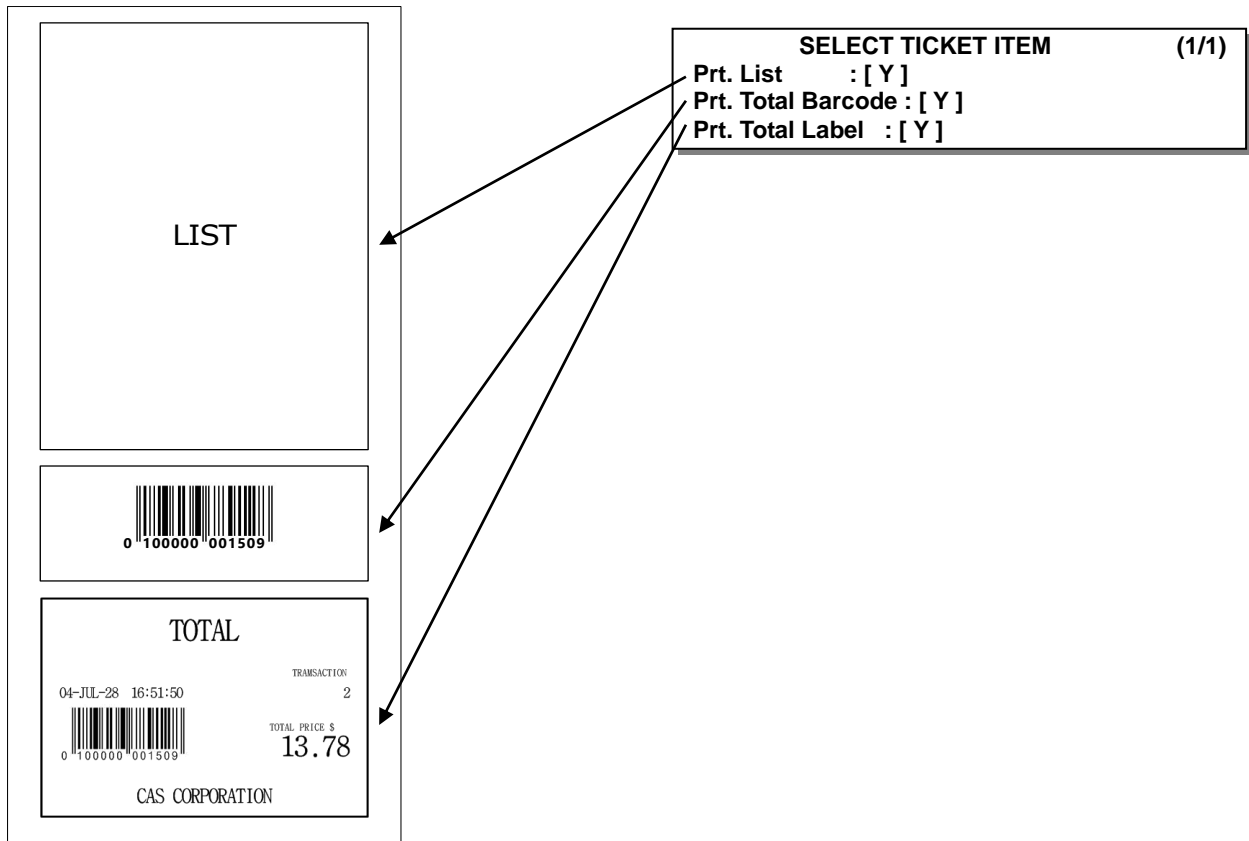 SELECT TICKET ITEM (1/1)
Prt. List : [ Y ]
Prt. Total Barcode : [ Y ]
Prt. Total Label : [ Y ]
LIST
0 100000 001509
TOTAL
TRAMSACTION
04-JUL-28 16:51:50 2
TOTAL PRICE $
13.78
0 100000 001509
CAS CORPORATION